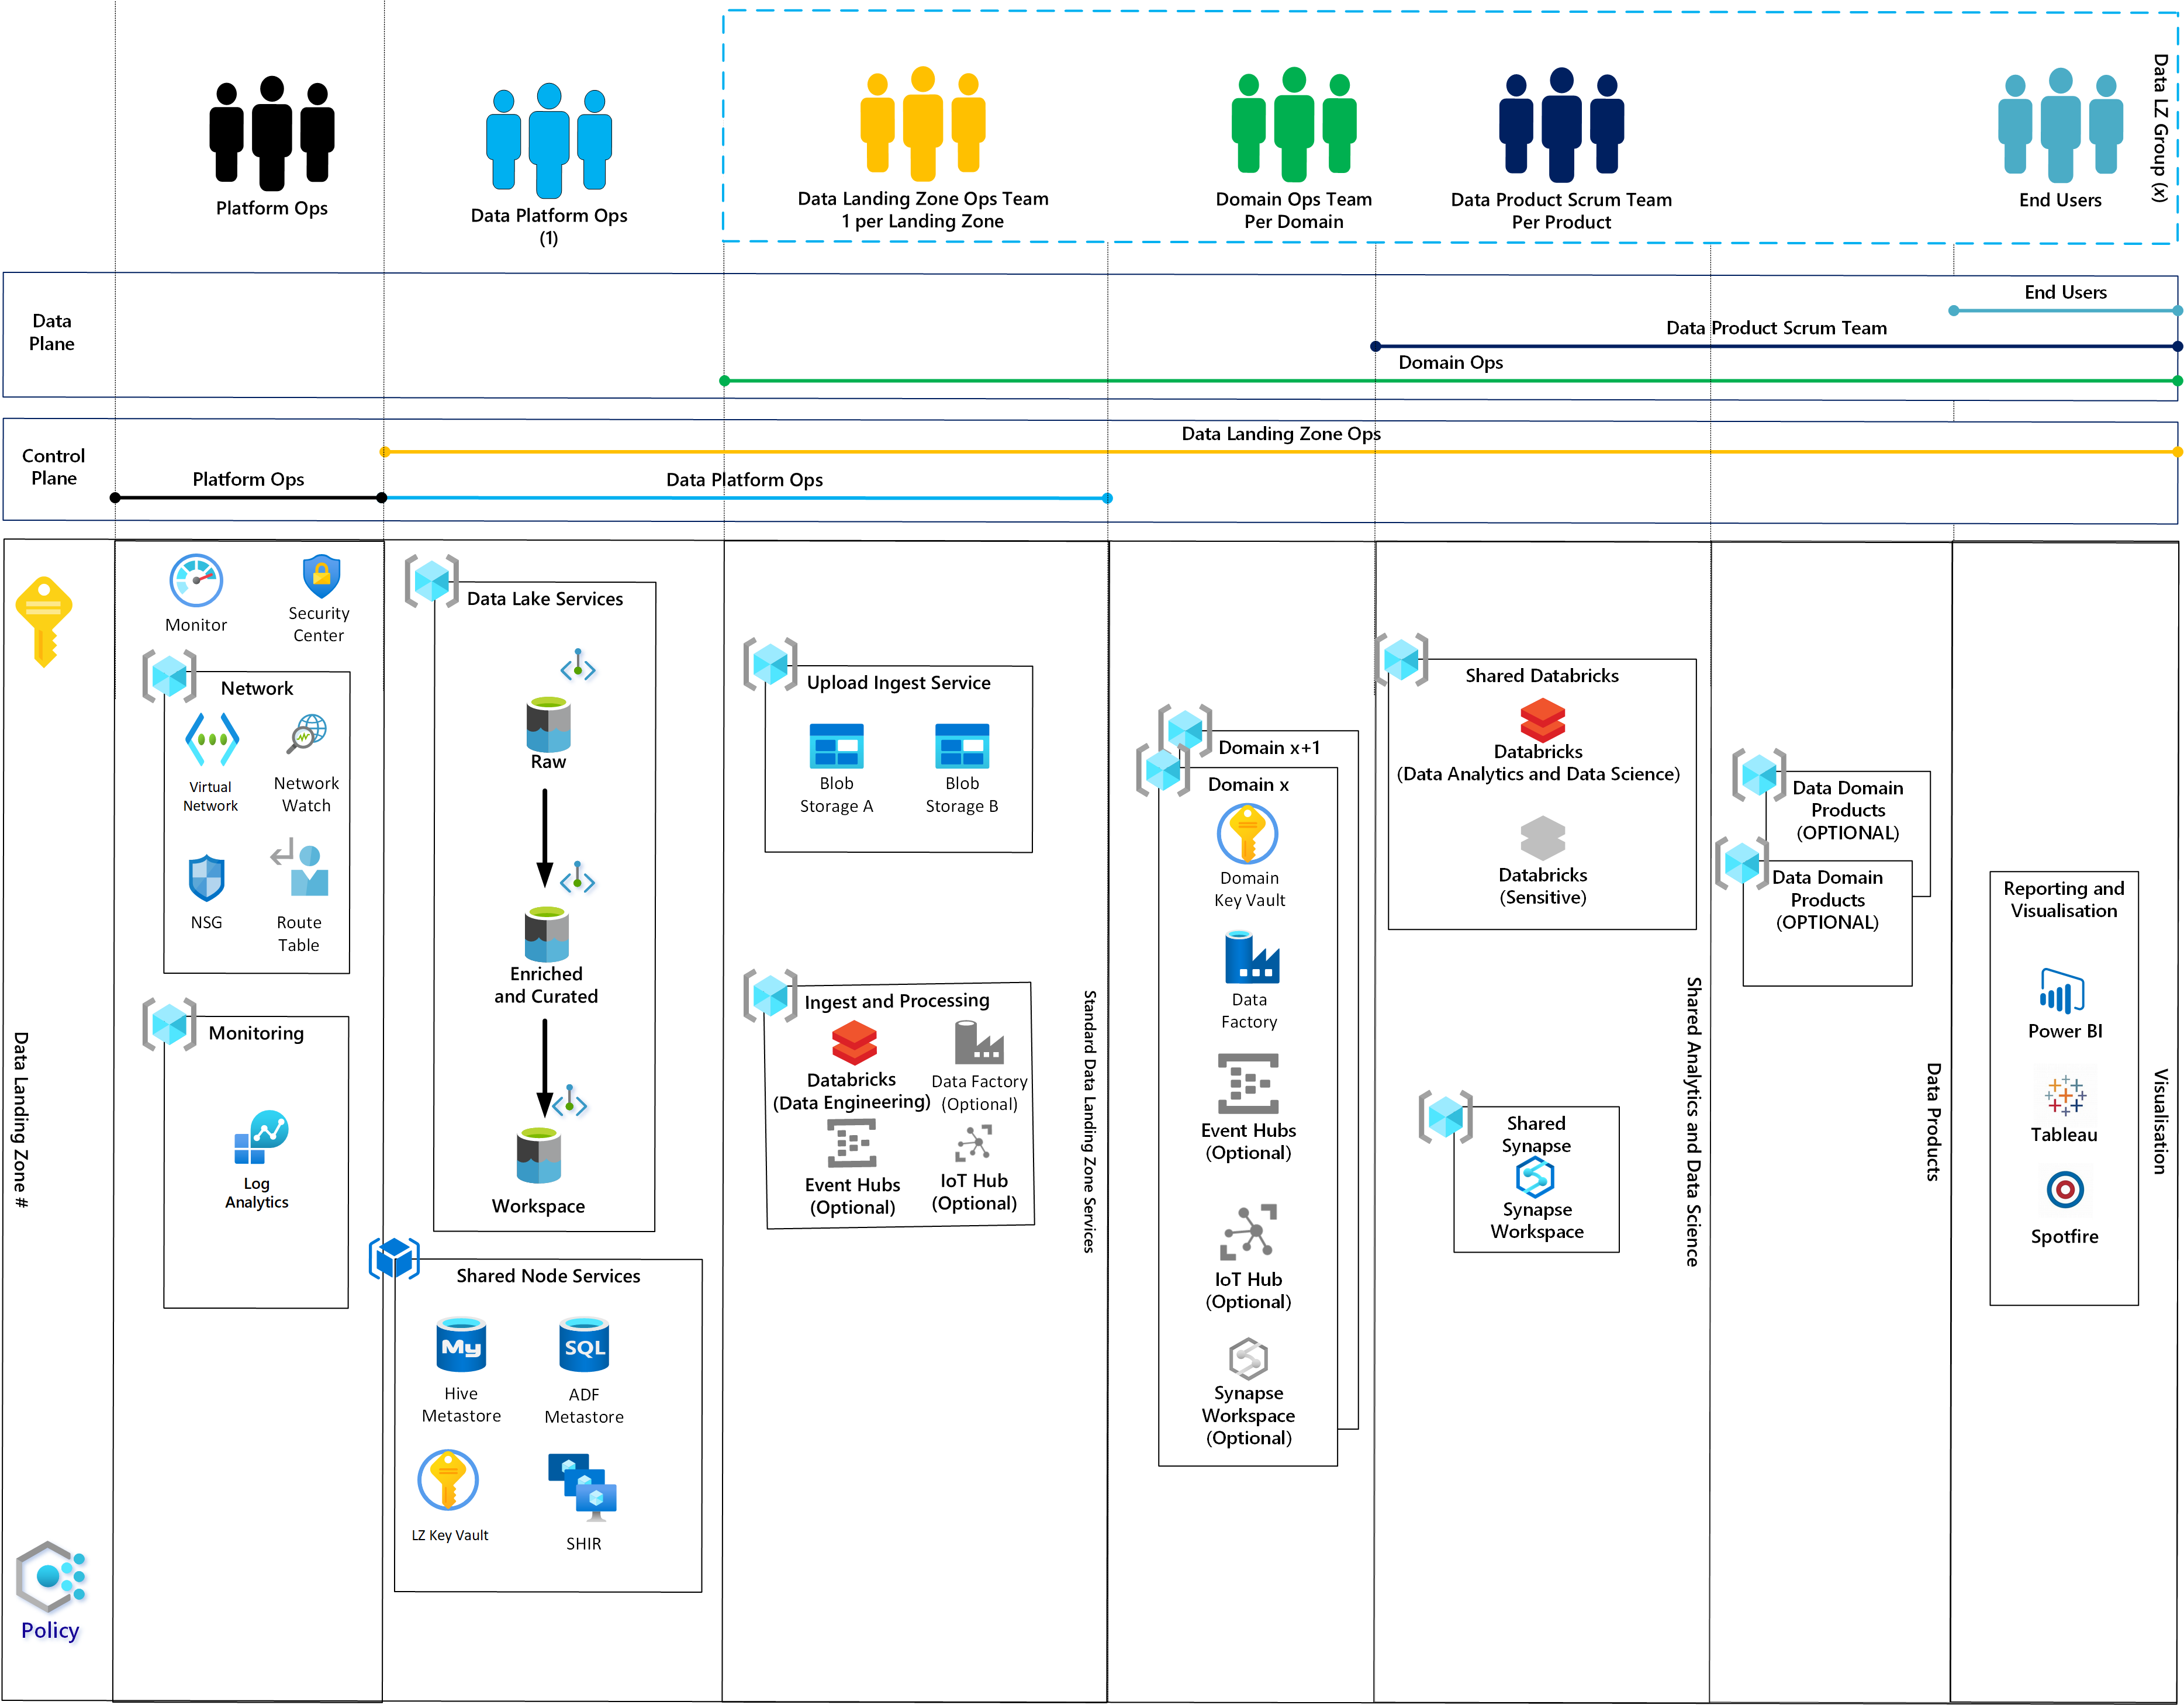 Platform Ops
Data Platform Ops
(1)
Data Landing Zone Ops Team
1 per Landing Zone
Domain Ops Team
Per Domain
Data Product Scrum Team
Per Product
End Users
Data LZ Group (x)
Data
Plane
End Users
Data Product Scrum Team
Domain Ops
Control
Plane
Data Landing Zone Ops
Platform Ops
Data Platform Ops
Data Landing Zone #
Policy
Monitor
Security
Center
Network
Virtual
Network
Network
Watch
NSG
Route
Table
Monitoring
Log
Analytics
Data Lake Services
Raw
Enriched
and Curated
Workspace
Shared Node Services
My
Hive
Metastore
SQL
ADF
Metastore
LZ Key Vault
SHIR
Upload Ingest Service
Blob
Storage A
Blob
Storage B
Ingest and Processing
Databricks
(Data Engineering)
Data Factory
(Optional)
Event Hubs
(Optional)
IoT Hub
(Optional)
Standard Data Landing Zone Services
Domain x+1
Domain x
Domain
Key Vault
Data
Factory
Event Hubs
(Optional)
IoT Hub
(Optional)
Synapse
Workspace
(Optional)
Shared Databricks
Databricks
(Data Analytics and Data Science)
Databricks
(Sensitive)
Shared
Synapse
Synapse
Workspace
Shared Analytics and Data Science
Data Domain
Products
(OPTIONAL)
Data Domain
Products
(OPTIONAL)
Data Products
Reporting and
Visualisation
Power BI
Tableau
Spotfire
Visualisation